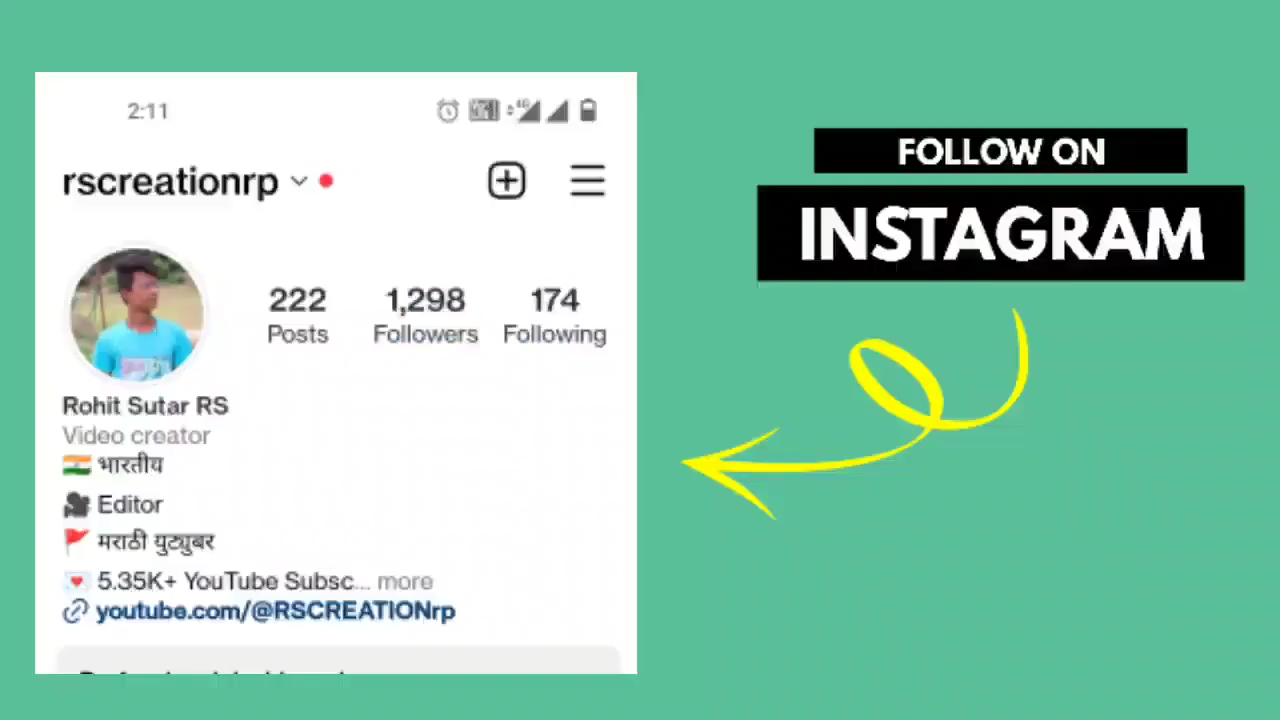 2:11
4G
rscreationrp
222
1,298
174
Posts
Followers
Following
Rohit Sutar RS
Video creator
भारतीय
Editor
मराठी युट्युबर
5.35K+ YouTube Subsc... more
youtube.com/@RSCREATIONrp
FOLLOW ON
INSTAGRAM